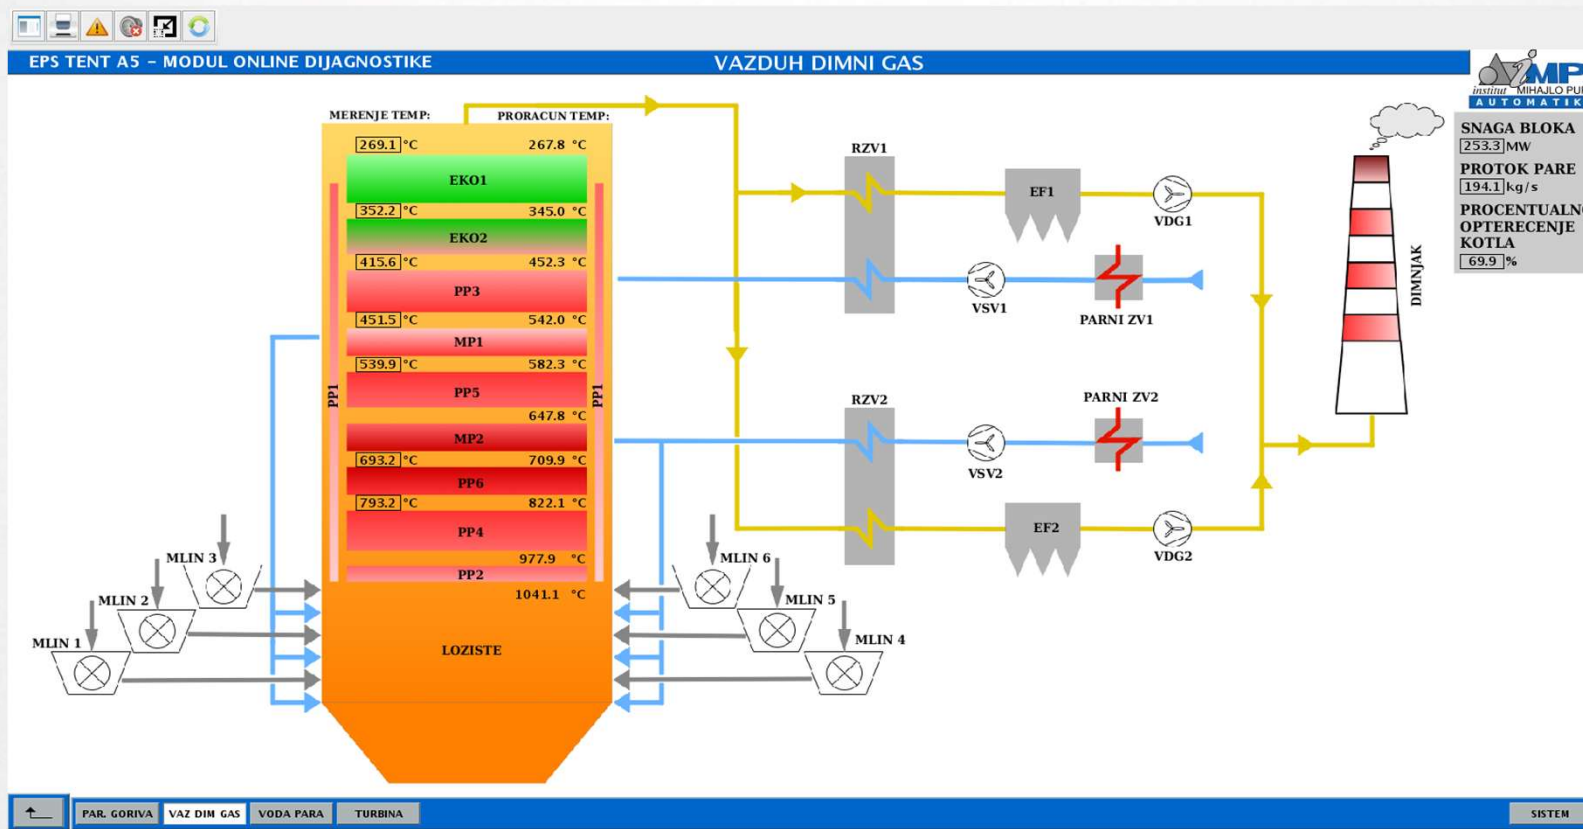 EPS TENT A5 – MODUL ONLINE DIJAGNOSTIKE
VAZDUH DIMNI GAS
institut MIHAJLO PU
AUTOMATIK
SNAGA BLOKA
253.3 MW
PROTOK PARE
194.1 kg/s
PROCENTUALN
OPTERECENJE
KOTLA
69.9 %
MERENJE TEMP:
PRORACUN TEMP:
269.1 °C
267.8 °C
EKO1
352.2 °C
345.0 °C
EKO2
415.6 °C
452.3 °C
PP3
451.5 °C
542.0 °C
MP1
539.9 °C
582.3 °C
PP5
PP1
PP1
647.8 °C
MP2
693.2 °C
709.9 °C
PP6
793.2 °C
822.1 °C
PP4
977.9 °C
PP2
1041.1 °C
LOZISTE
MLIN 3
MLIN 2
MLIN 1
MLIN 6
MLIN 5
MLIN 4
RZV1
EF1
VDG1
VSV1
PARNI ZV1
RZV2
PARNI ZV2
VSV2
EF2
VDG2
DIMNJAK
PAR. GORIVA
VAZ DIM GAS
VODA PARA
TURBINA
SISTEM